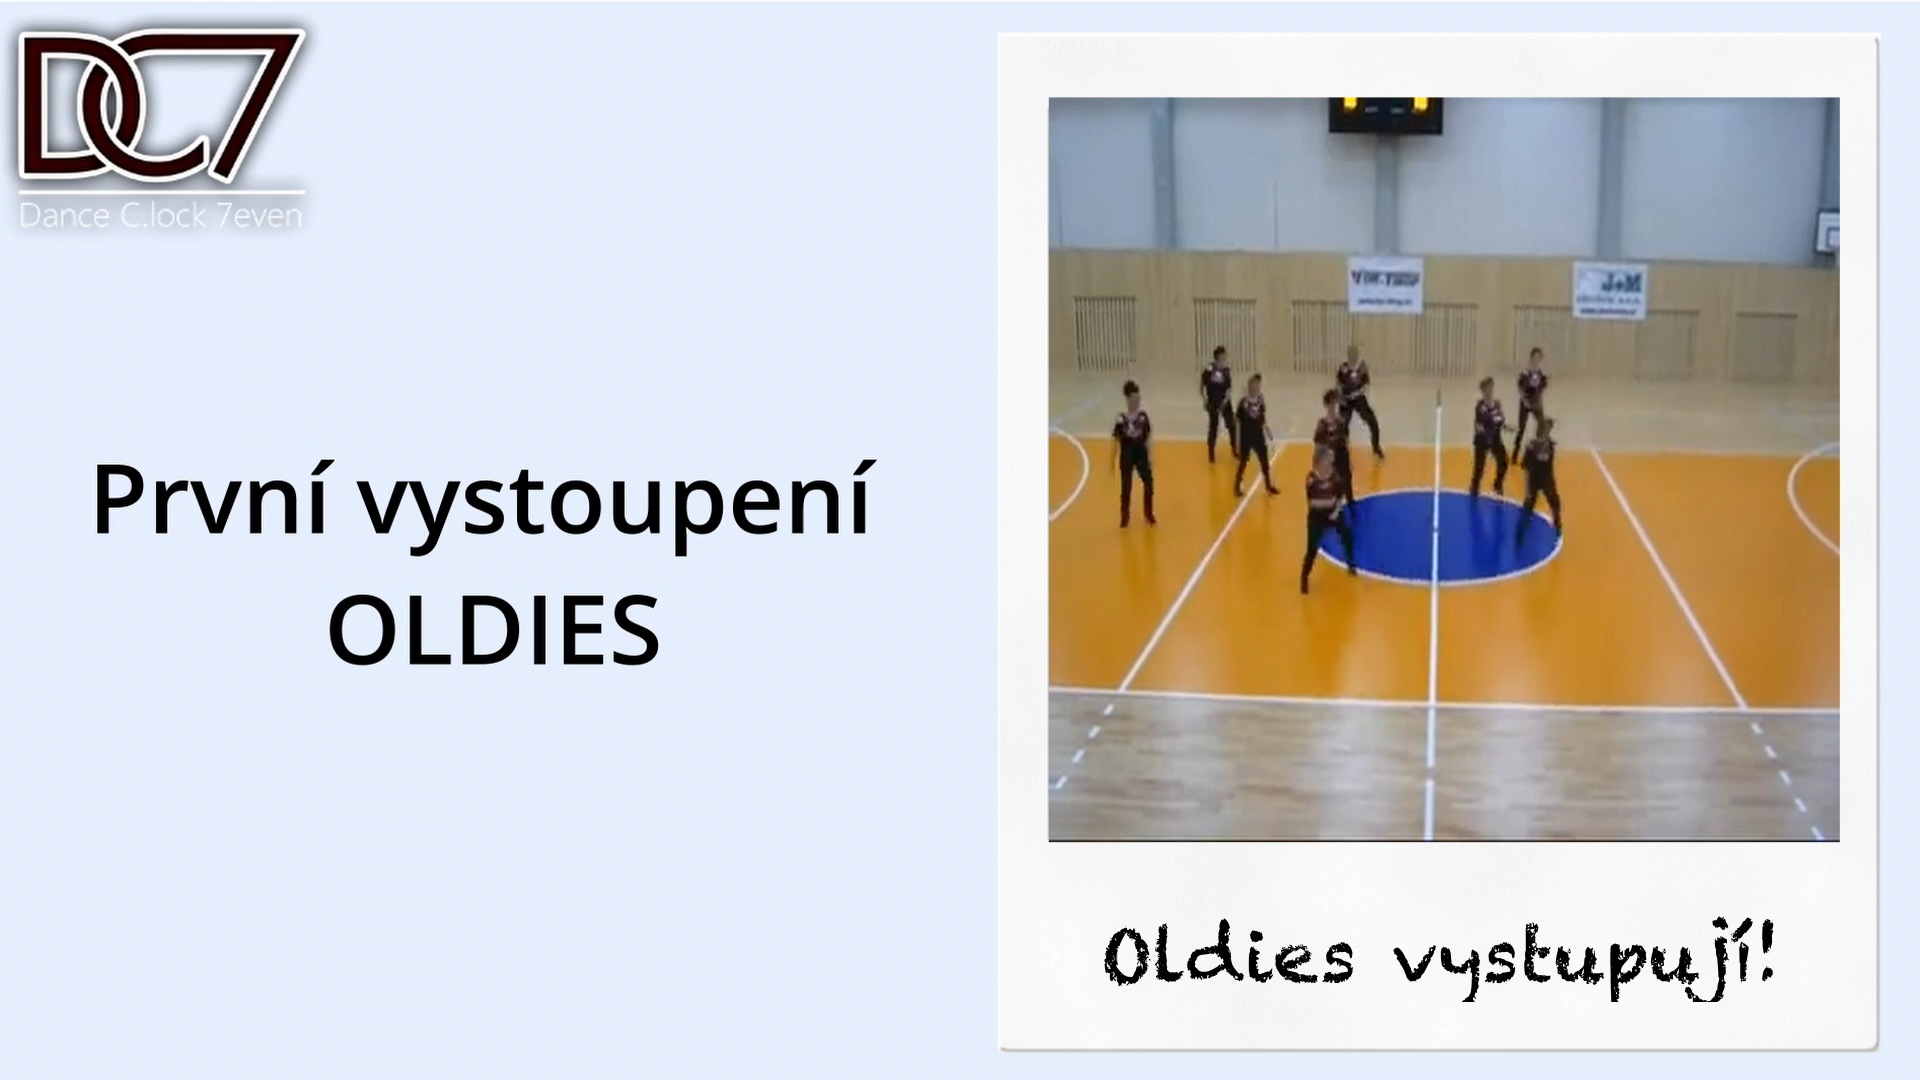 DC7
Dance C.lock 7even
První vystoupení
OLDIES
J+M
Oldies vystupují!